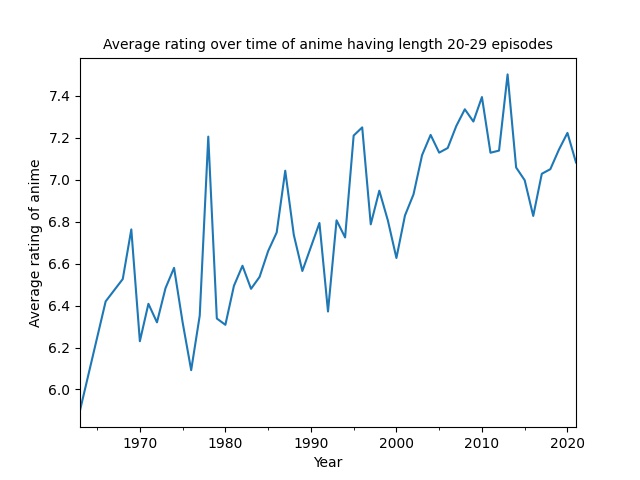 Average rating over time of anime having length 20-29 episodes
Average rating of anime
7.4
7.2
7.0
6.8
6.6
6.4
6.2
6.0
1970 1980 1990 2000 2010 2020
Year